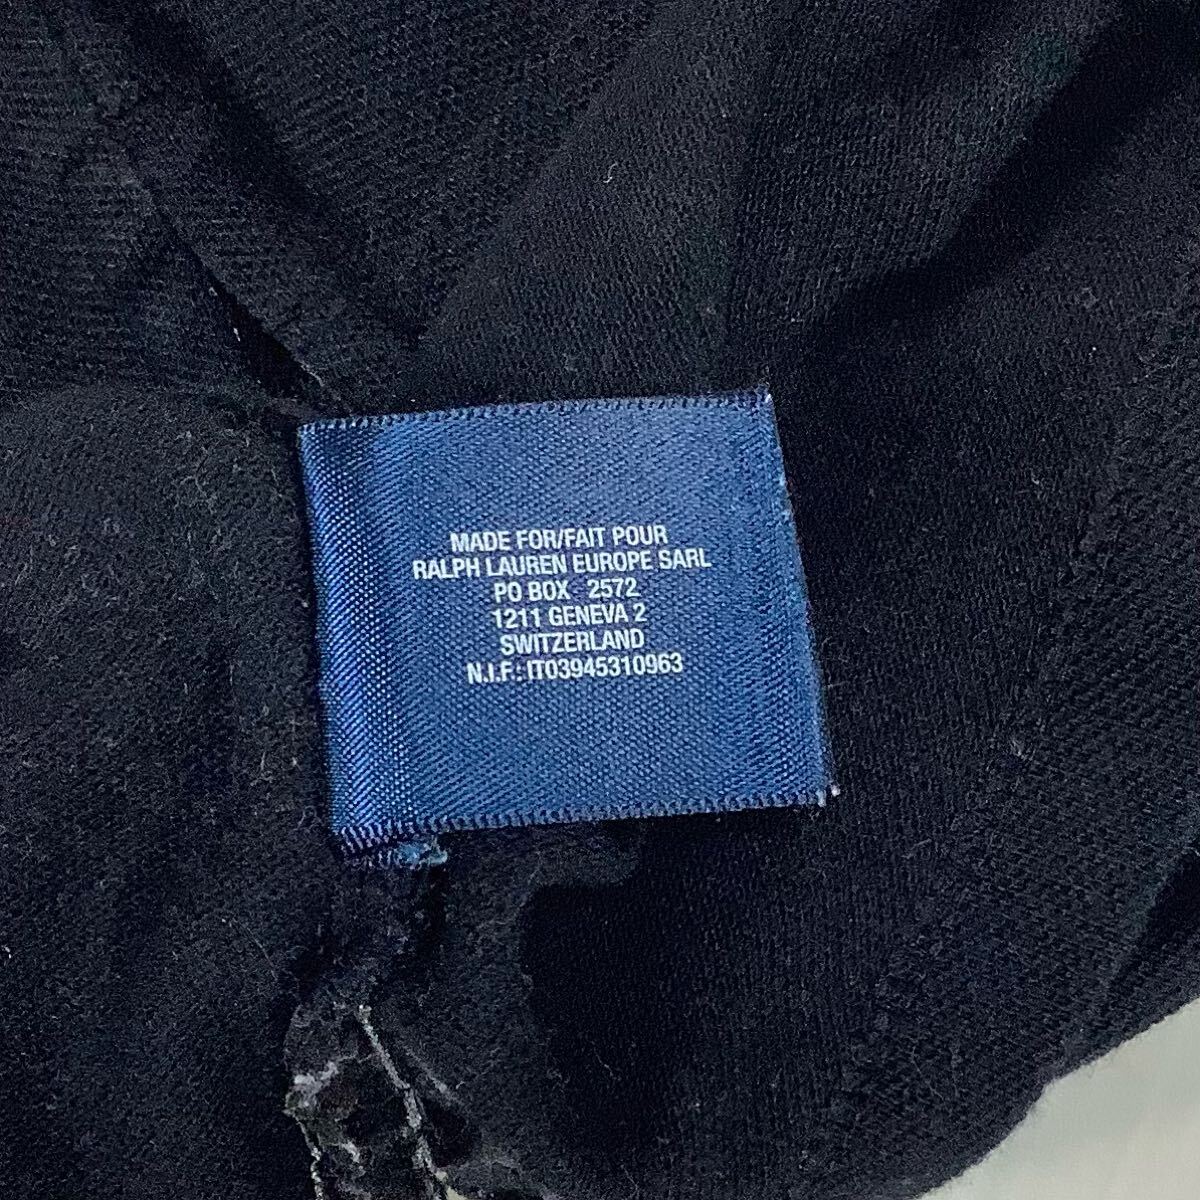 MADE FOR/FAIT POUR
RALPH LAUREN EUROPE SARL
PO BOX 2572
1211 GENEVA 2
SWITZERLAND
N.I.F.: IT03945310963